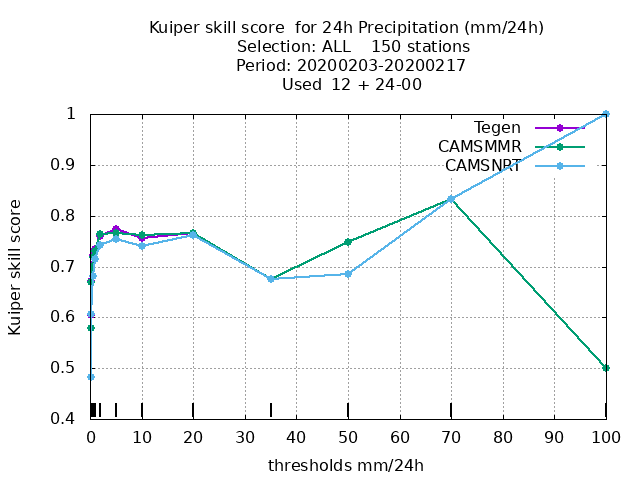 Kuiper skill score  for 24h Precipitation (mm/24h)
Selection: ALL    150 stations
Period: 20200203-20200217
Used  12 + 24-00
Tegen
CAMSMMR
CAMSNRT
Kuiper skill score
1
0.9
0.8
0.7
0.6
0.5
0.4
0 10 20 30 40 50 60 70 80 90 100
thresholds mm/24h